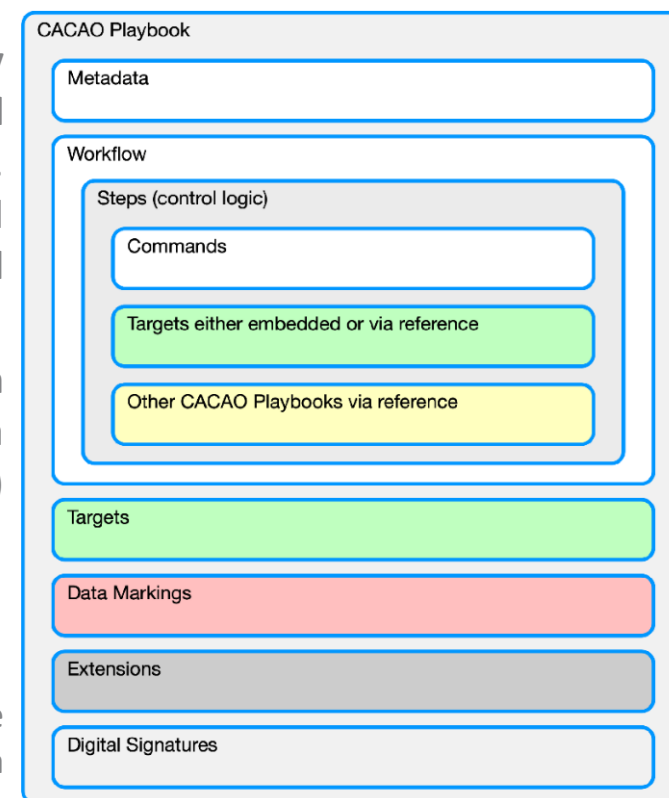 CACAO Playbook
Metadata
Workflow
Steps (control logic)
Commands
Targets either embedded or via reference
Other CACAO Playbooks via reference
Targets
Data Markings
Extensions
Digital Signatures